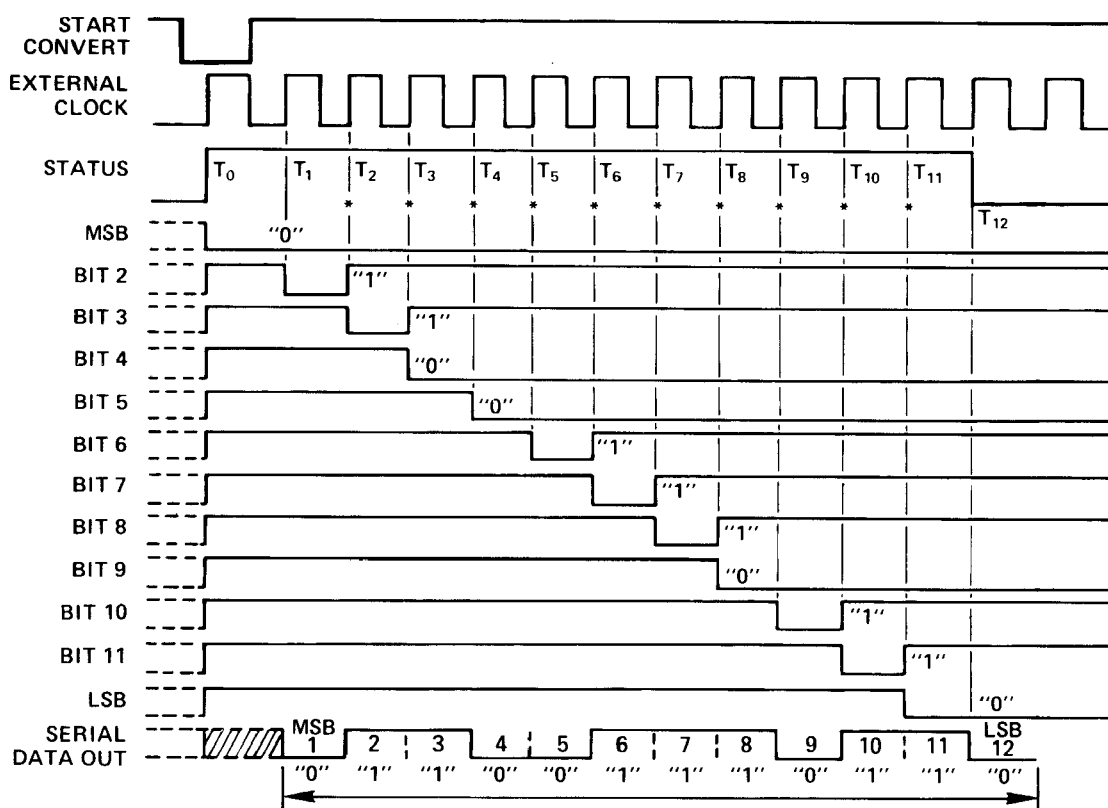 START
CONVERT
EXTERNAL
CLOCK
STATUS
T0 T1 T2 T3 T4 T5 T6 T7 T8 T9 T10 T11
* * * * * * * * * *
T12
MSB "0"
BIT 2 "1"
BIT 3 "1"
BIT 4 "0"
BIT 5 "0"
BIT 6 "1"
BIT 7 "1"
BIT 8 "1"
BIT 9 "0"
BIT 10 "1"
BIT 11 "1"
LSB "0"
SERIAL
DATA OUT
MSB LSB
1 2 3 4 5 6 7 8 9 10 11 12
"0" "1" "1" "0" "0" "1" "1" "1" "0" "1" "1" "0"